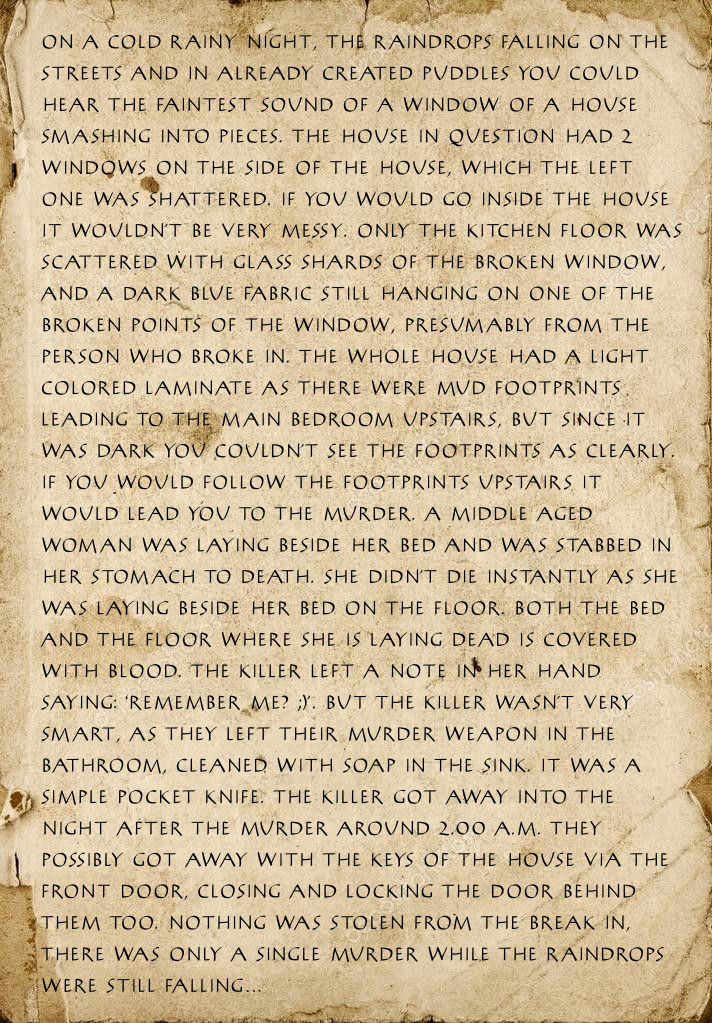 ON A COLD RAINY NIGHT, THE RAINDROPS FALLING ON THE
STREETS AND IN ALREADY CREATED PUDDLES YOU COULD
HEAR THE FAINTEST SOUND OF A WINDOW OF A HOUSE
SMASHING INTO PIECES. THE HOUSE IN QUESTION HAD 2
WINDOWS ON THE SIDE OF THE HOUSE, WHICH THE LEFT
ONE WAS SHATTERED. IF YOU WOULD GO INSIDE THE HOUSE
IT WOULDN'T BE VERY MESSY. ONLY THE KITCHEN FLOOR WAS
SCATTERED WITH GLASS SHARDS OF THE BROKEN WINDOW,
AND A DARK BLUE FABRIC STILL HANGING ON ONE OF THE
BROKEN POINTS OF THE WINDOW, PRESUMABLY FROM THE
PERSON WHO BROKE IN. THE WHOLE HOUSE HAD A LIGHT
COLORED LAMINATE AS THERE WERE MUD FOOTPRINTS
LEADING TO THE MAIN BEDROOM UPSTAIRS, BUT SINCE IT
WAS DARK YOU COULDN'T SEE THE FOOTPRINTS AS CLEARLY.
IF YOU WOULD FOLLOW THE FOOTPRINTS UPSTAIRS IT
WOULD LEAD YOU TO THE MURDER. A MIDDLE AGED
WOMAN WAS LAYING BESIDE HER BED AND WAS STABBED IN
HER STOMACH TO DEATH. SHE DIDN'T DIE INSTANTLY AS SHE
WAS LAYING BESIDE HER BED ON THE FLOOR. BOTH THE BED
AND THE FLOOR WHERE SHE IS LAYING DEAD IS COVERED
WITH BLOOD. THE KILLER LEFT A NOTE IN HER HAND
SAYING: 'REMEMBER ME? ;)'. BUT THE KILLER WASN'T VERY
SMART, AS THEY LEFT THEIR MURDER WEAPON IN THE
BATHROOM, CLEANED WITH SOAP IN THE SINK. IT WAS A
SIMPLE POCKET KNIFE. THE KILLER GOT AWAY INTO THE
NIGHT AFTER THE MURDER AROUND 2.00 A.M. THEY
POSSIBLY GOT AWAY WITH THE KEYS OF THE HOUSE VIA THE
FRONT DOOR, CLOSING AND LOCKING THE DOOR BEHIND
THEM TOO. NOTHING WAS STOLEN FROM THE BREAK IN,
THERE WAS ONLY A SINGLE MURDER WHILE THE RAINDROPS
WERE STILL FALLING...